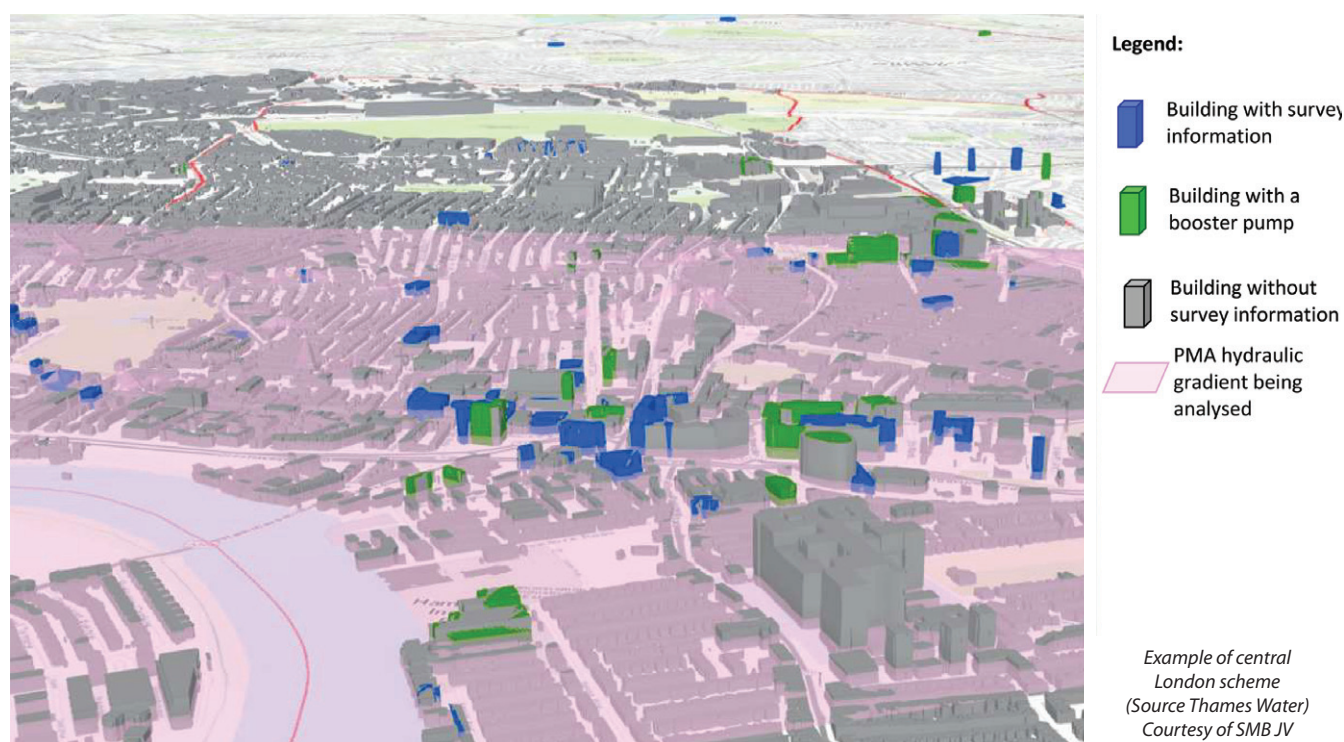 Legend:
Building with survey
information
Building with a
booster pump
Building without
survey information
PMA hydraulic
gradient being
analysed
Example of central
London scheme
(Source Thames Water)
Courtesy of SMB JV